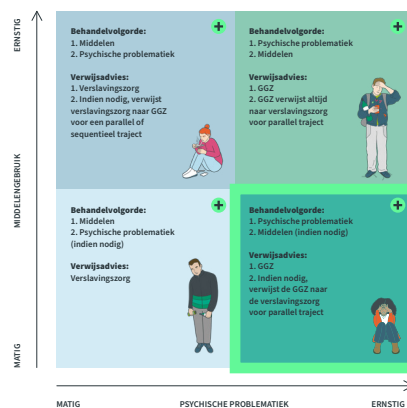 ERNSTIG
MIDDELENGEBRUIK
MATIG
Behandelvolgorde:
1. Middelen
2. Psychische problematiek
Verwijsadvies:
1. Verslavingszorg
2. Indien nodig, verwijst
verslavingszorg naar GGZ
voor een parallel of
sequentieel traject
+
Behandelvolgorde:
1. Psychische problematiek
2. Middelen
Verwijsadvies:
1. GGZ
2. GGZ verwijst altijd
naar verslavingszorg
voor parallel traject
+
Behandelvolgorde:
1. Middelen
2. Psychische problematiek
(indien nodig)
Verwijsadvies:
Verslavingszorg
+
Behandelvolgorde:
1. Psychische problematiek
2. Middelen (indien nodig)
Verwijsadvies:
1. GGZ
2. Indien nodig,
verwijst de GGZ naar
de verslavingszorg
voor parallel traject
+
MATIG
PSYCHISCHE PROBLEMATIEK
ERNSTIG